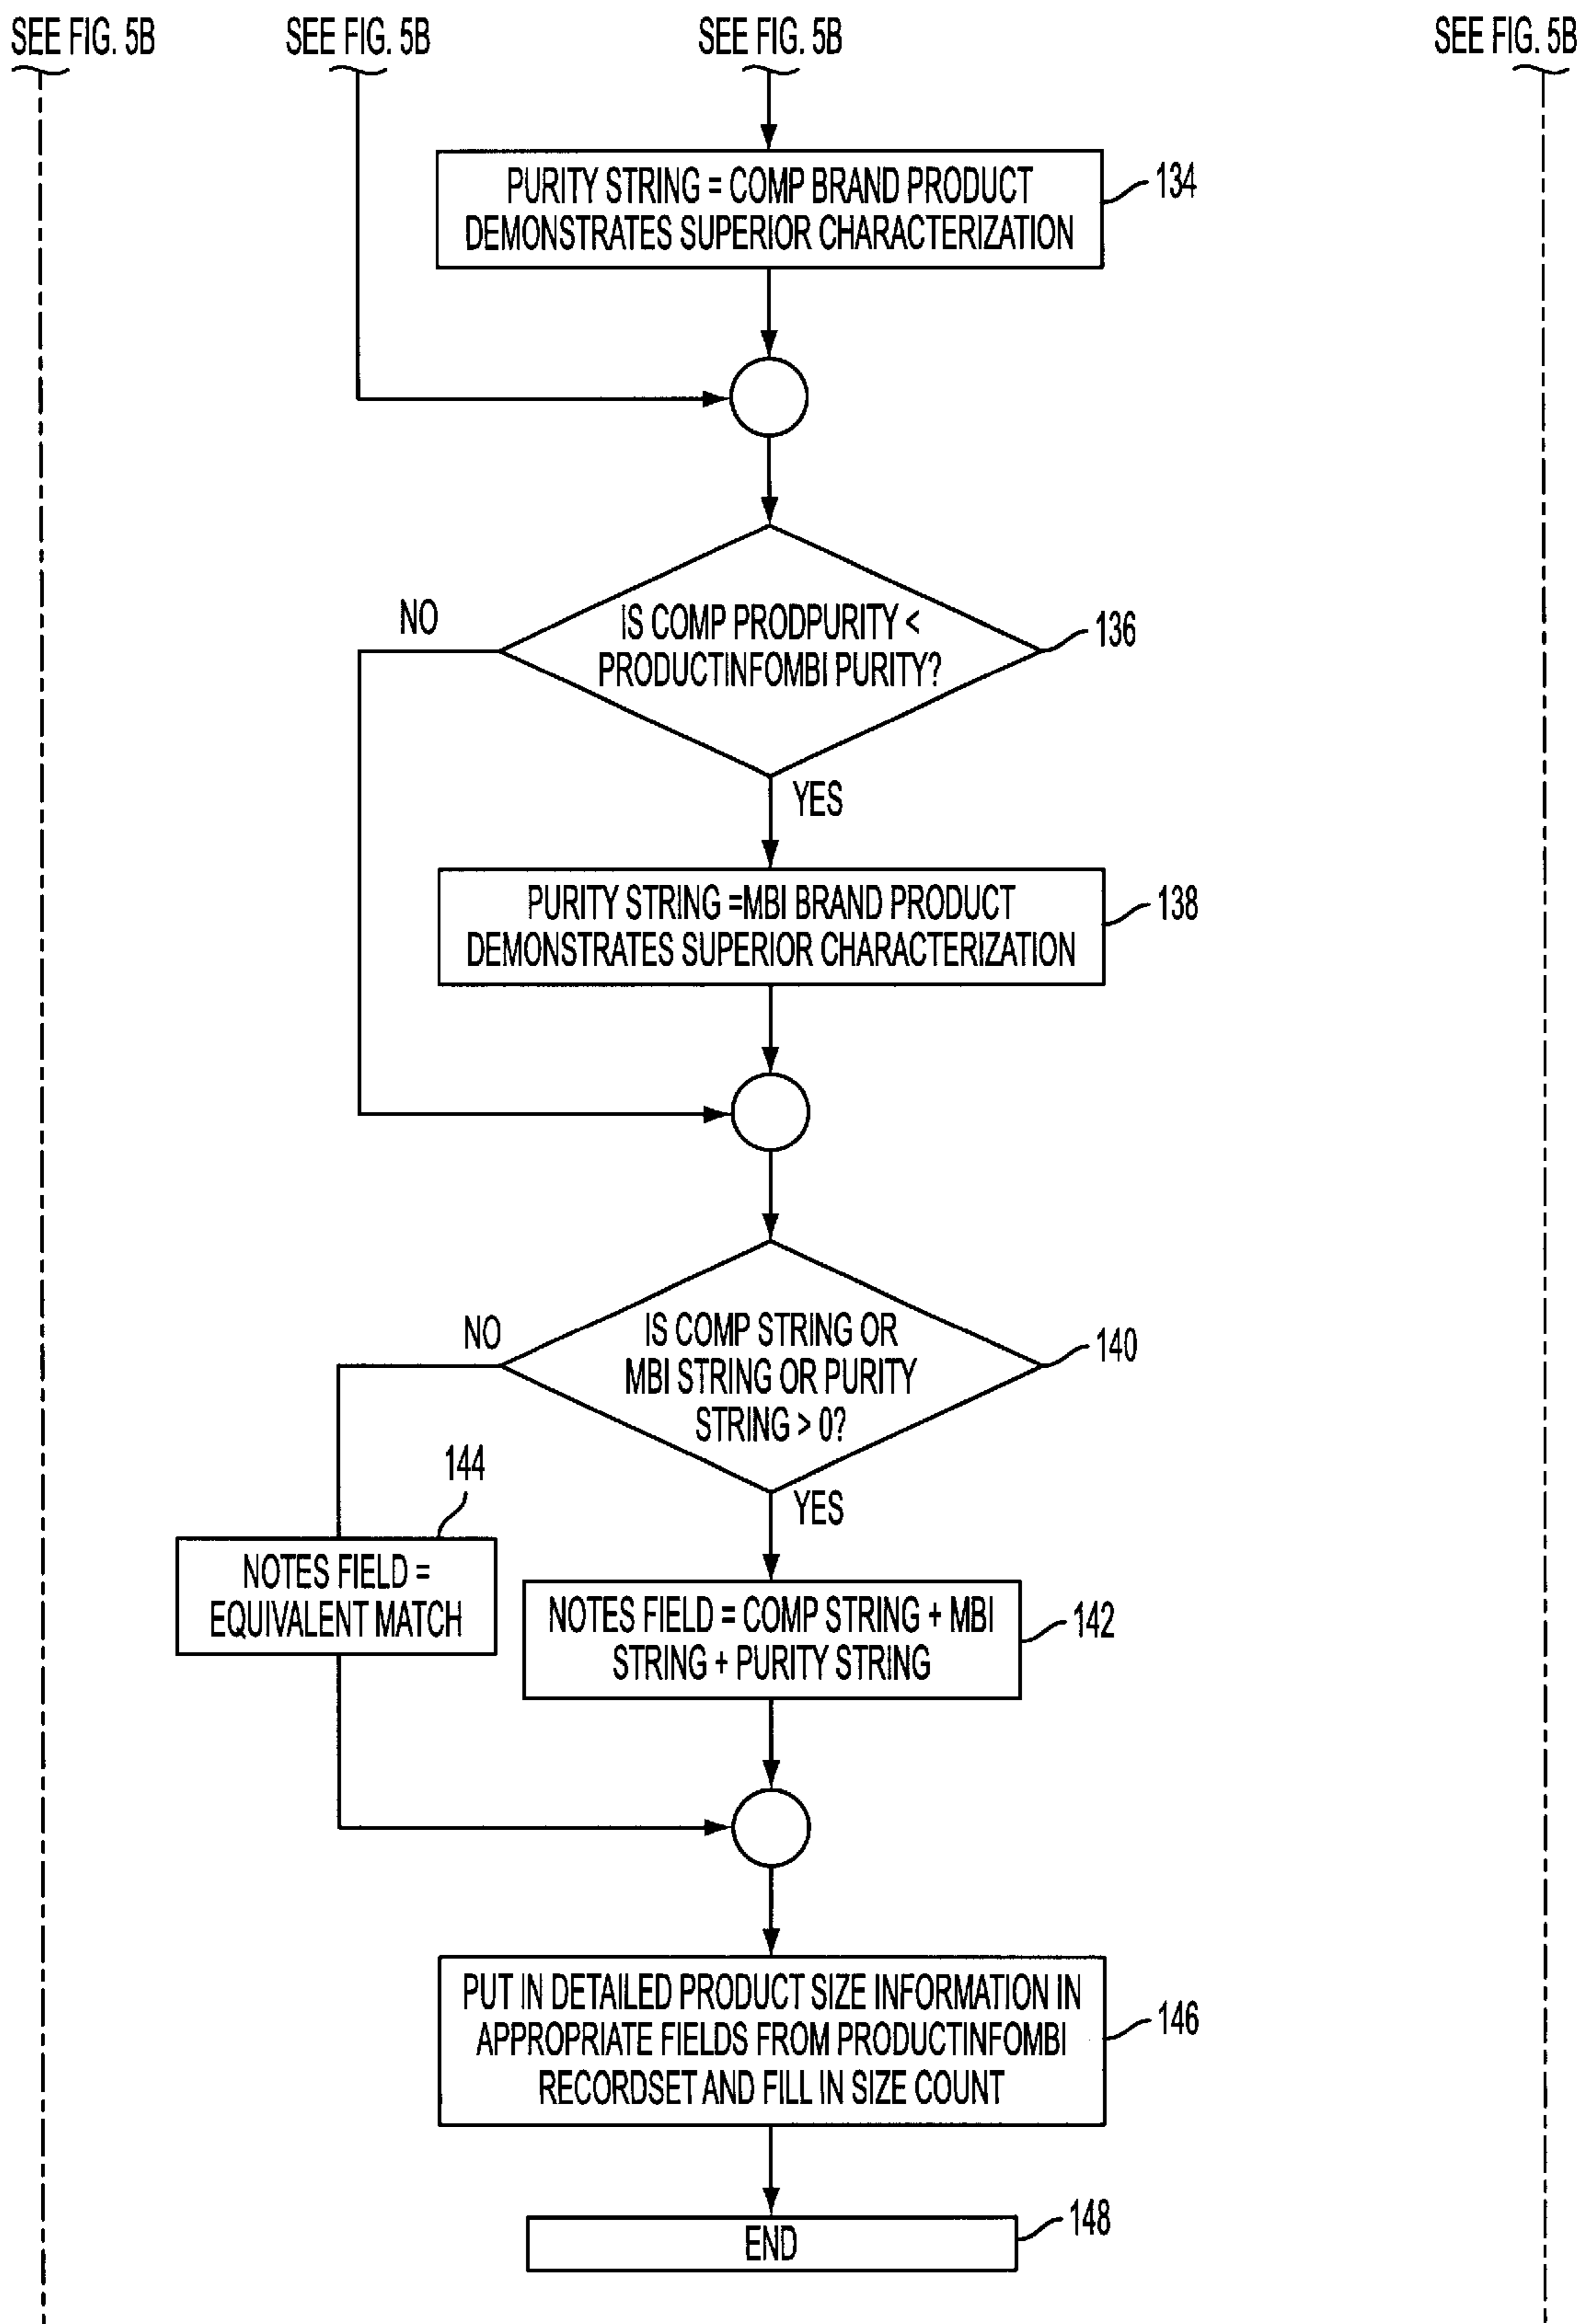 SEE FIG. 5B
SEE FIG. 5B
SEE FIG. 5B
SEE FIG. 5B
PURITY STRING = COMP BRAND PRODUCT
DEMONSTRATES SUPERIOR CHARACTERIZATION
134
NO
IS COMP PRODPURITY <
PRODUCTINFOMBI PURITY?
136
YES
PURITY STRING =MBI BRAND PRODUCT
DEMONSTRATES SUPERIOR CHARACTERIZATION
138
NO
IS COMP STRING OR
MBI STRING OR PURITY
STRING > 0?
140
YES
144
NOTES FIELD =
EQUIVALENT MATCH
NOTES FIELD = COMP STRING + MBI
STRING + PURITY STRING
142
PUT IN DETAILED PRODUCT SIZE INFORMATION IN
APPROPRIATE FIELDS FROM PRODUCTINFOMBI
RECORDSET AND FILL IN SIZE COUNT
146
END
148